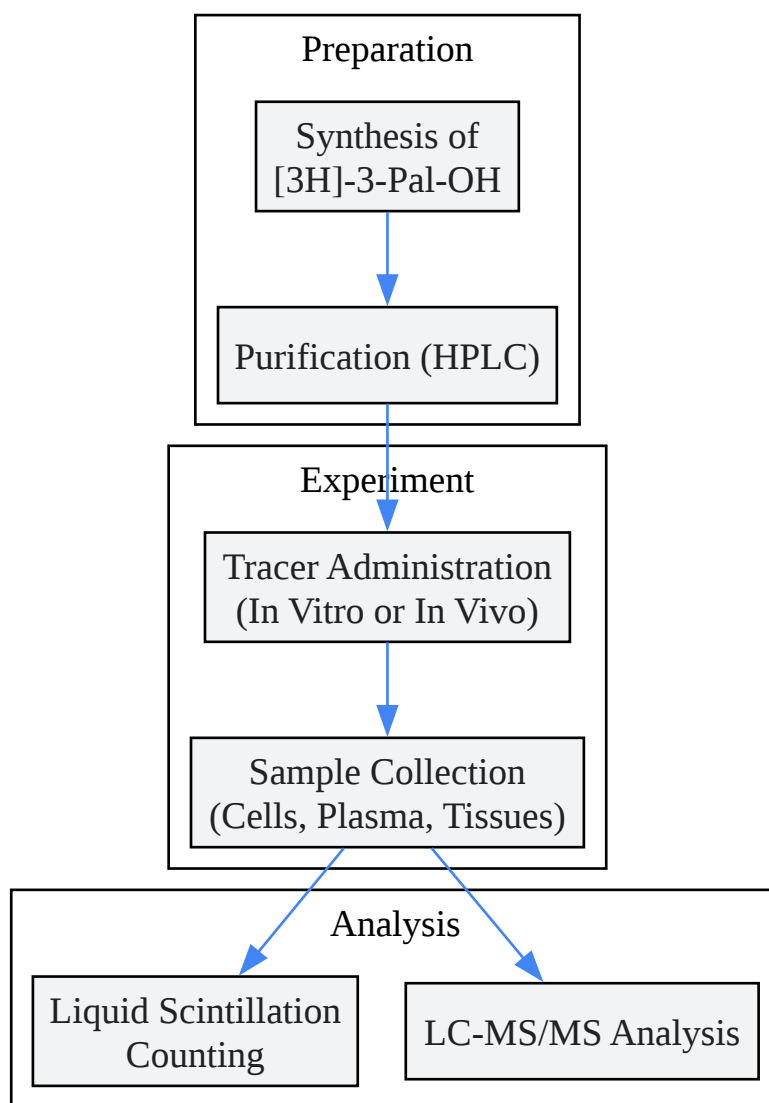 Preparation
Synthesis of
[3H]-3-Pal-OH
Purification (HPLC)
Experiment
Tracer Administration
(In Vitro or In Vivo)
Sample Collection
(Cells, Plasma, Tissues)
Analysis
Liquid Scintillation
Counting
LC-MS/MS Analysis